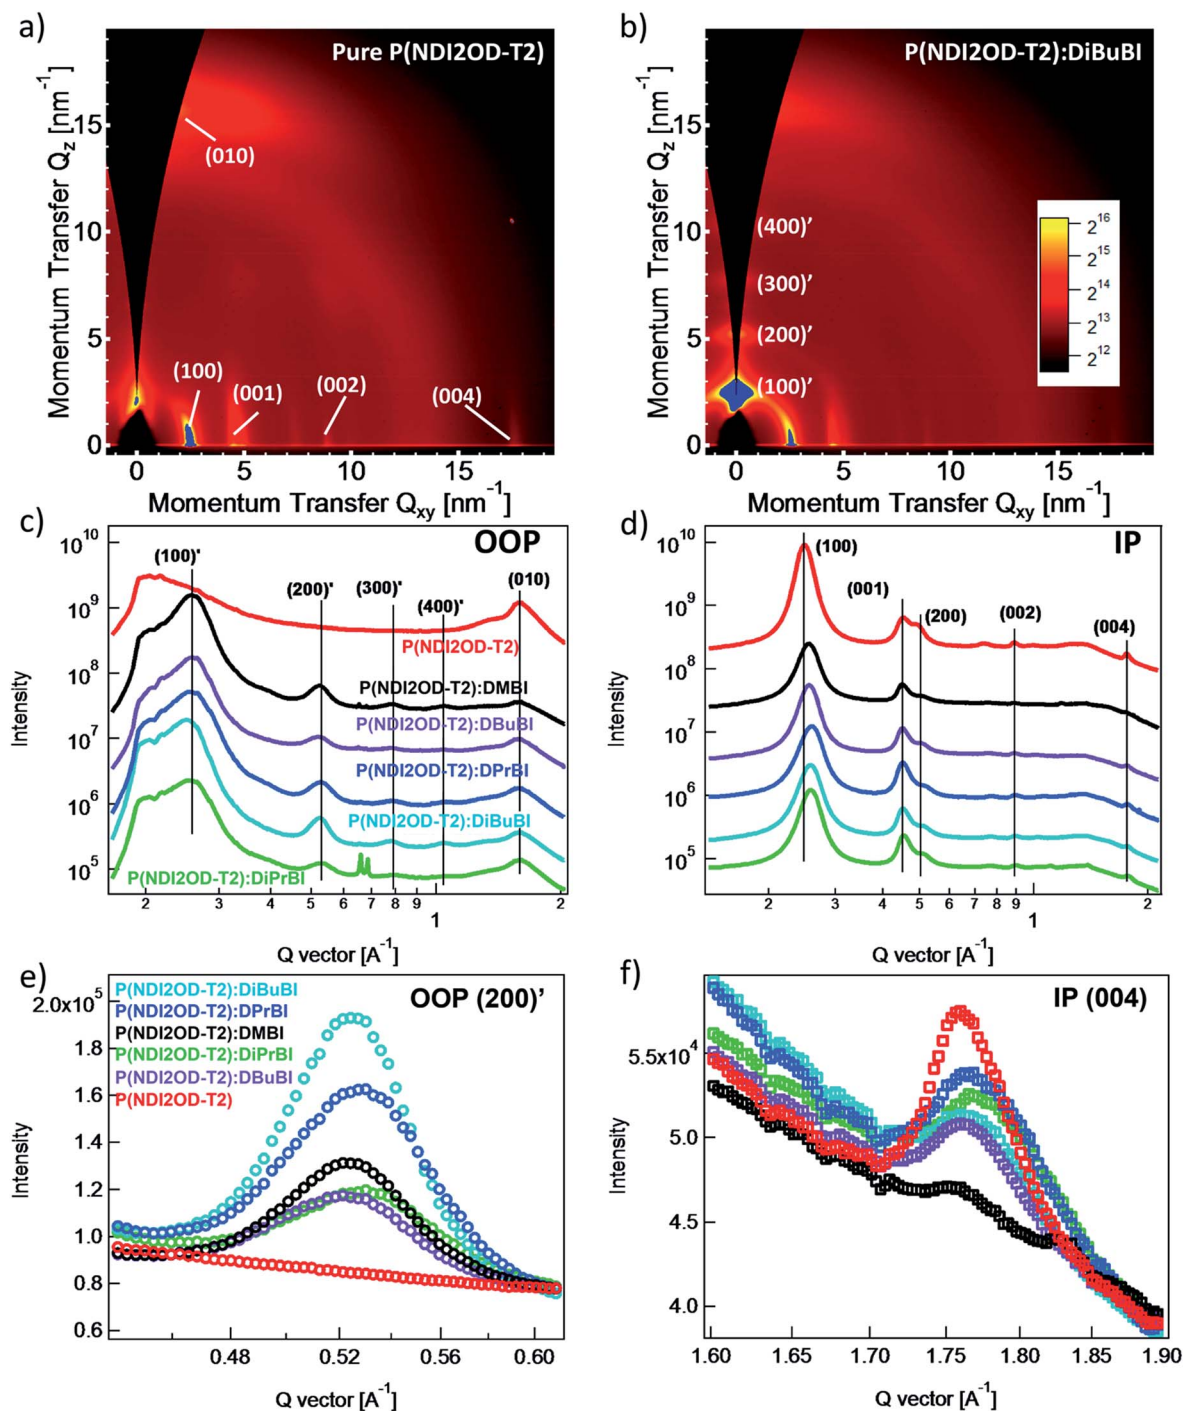 a)
Pure P(NDI2OD-T2)
(010)
(100)
(001)
(002)
(004)
15
10
5
0
Momentum Transfer Qz [nm-1]
0
5
10
15
Momentum Transfer Qxy [nm-1]
b)
P(NDI2OD-T2):DiBuBI
(400)’
(300)’
(200)’
(100)’
2^16
2^15
2^14
2^13
2^12
15
10
5
0
Momentum Transfer Qz [nm-1]
0
5
10
15
Momentum Transfer Qxy [nm-1]
c)
OOP
(100)'
(200)'
(300)'
(400)'
(010)
P(NDI2OD-T2)
P(NDI2OD-T2):DMBI
P(NDI2OD-T2):DBuBI
P(NDI2OD-T2):DPrBI
P(NDI2OD-T2):DiBuBI
P(NDI2OD-T2):DiPrBI
10^10
10^9
10^8
10^7
10^6
10^5
Intensity
2
3
4
5
6
7
8
9
1
2
Q vector [A-1]
d)
IP
(100)
(001)
(200)
(002)
(004)
10^10
10^9
10^8
10^7
10^6
10^5
Intensity
2
3
4
5
6
7
8
9
1
2
Q vector [A-1]
e)
OOP (200)’
P(NDI2OD-T2):DiBuBI
P(NDI2OD-T2):DPrBI
P(NDI2OD-T2):DMBI
P(NDI2OD-T2):DiPrBI
P(NDI2OD-T2):DBuBI
P(NDI2OD-T2)
2.0x10^5
1.8
1.6
1.4
1.2
1.0
0.8
0.6
Intensity
0.48
0.52
0.56
0.60
Q vector [A-1]
f)
IP (004)
5.5x10^4
5.0
4.5
4.0
Intensity
1.60
1.65
1.70
1.75
1.80
1.85
1.90
Q vector [A-1]